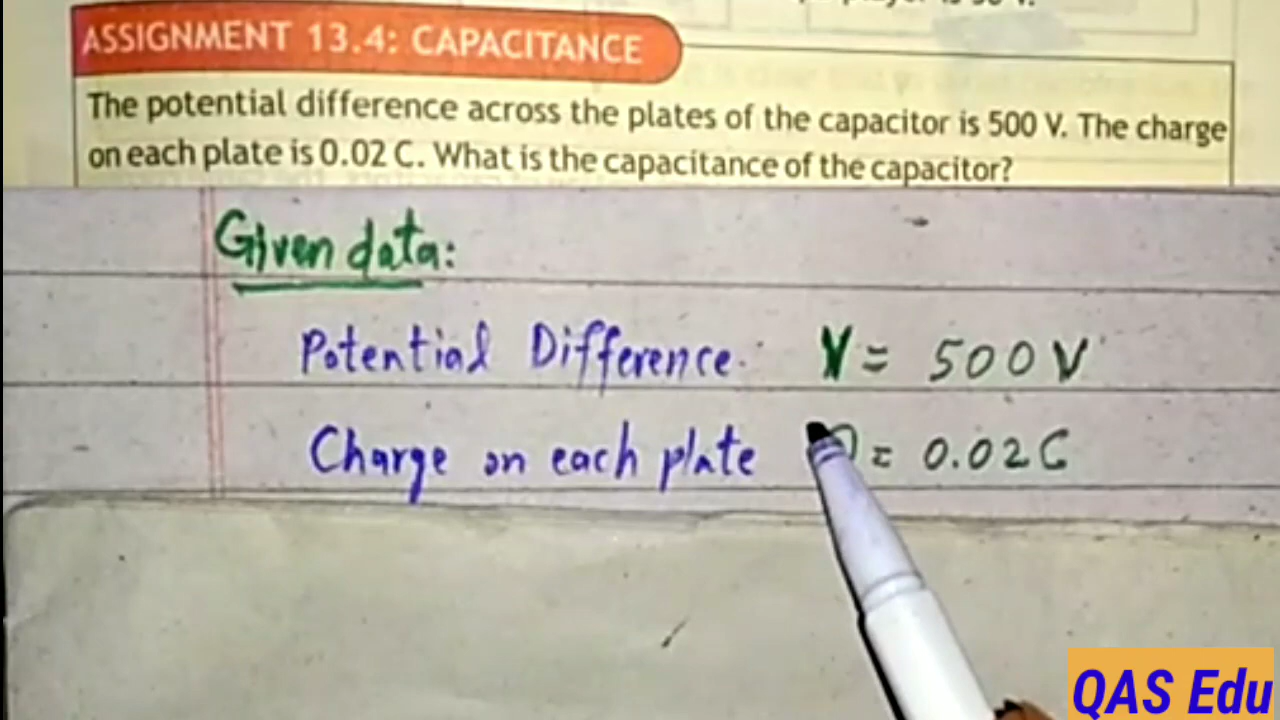 ASSIGNMENT 13.4: CAPACITANCE
The potential difference across the plates of the capacitor is 500 V. The charge
on each plate is 0.02 C. What is the capacitance of the capacitor?
Given data:
Potential Difference. V = 500 V
Charge on each plate = 0.02 C
QAS Edu